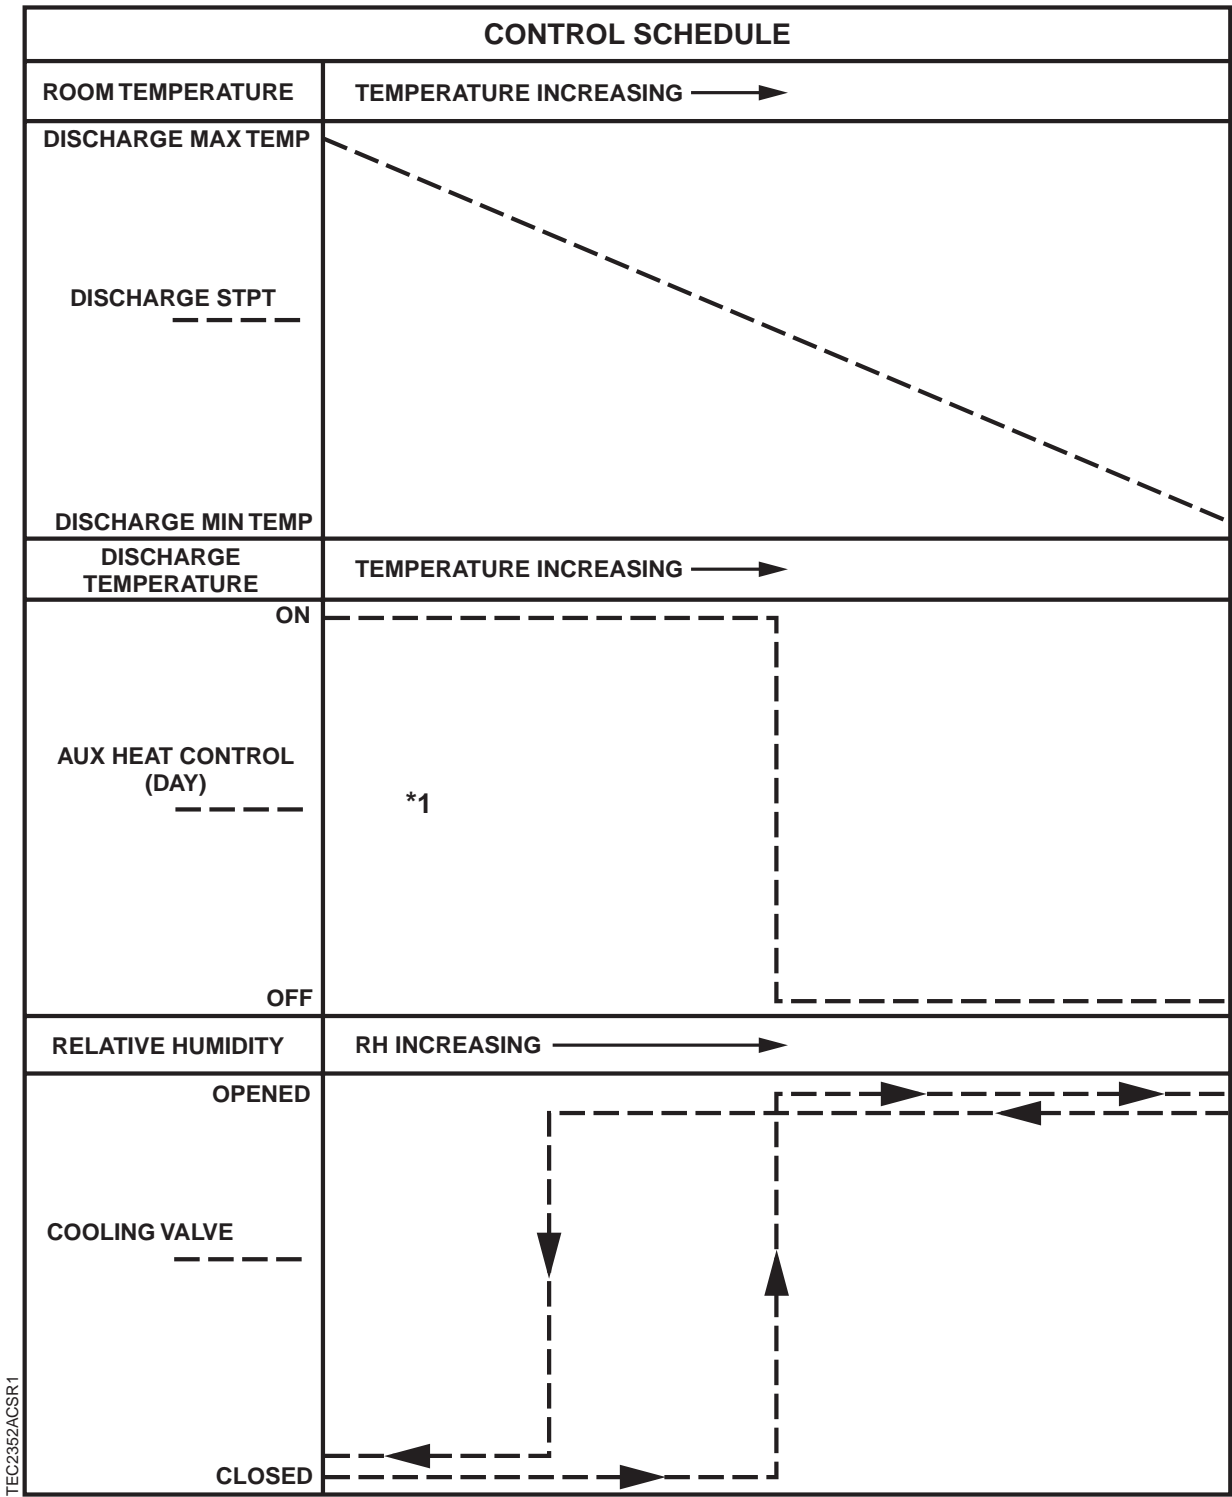 CONTROL SCHEDULE
ROOM TEMPERATURE
TEMPERATURE INCREASING
DISCHARGE MAX TEMP
DISCHARGE STPT
DISCHARGE MIN TEMP
DISCHARGE
TEMPERATURE
TEMPERATURE INCREASING
ON
AUX HEAT CONTROL
(DAY)
*1
OFF
RELATIVE HUMIDITY
RH INCREASING
OPENED
COOLING VALVE
CLOSED
TEC2352ACSR1